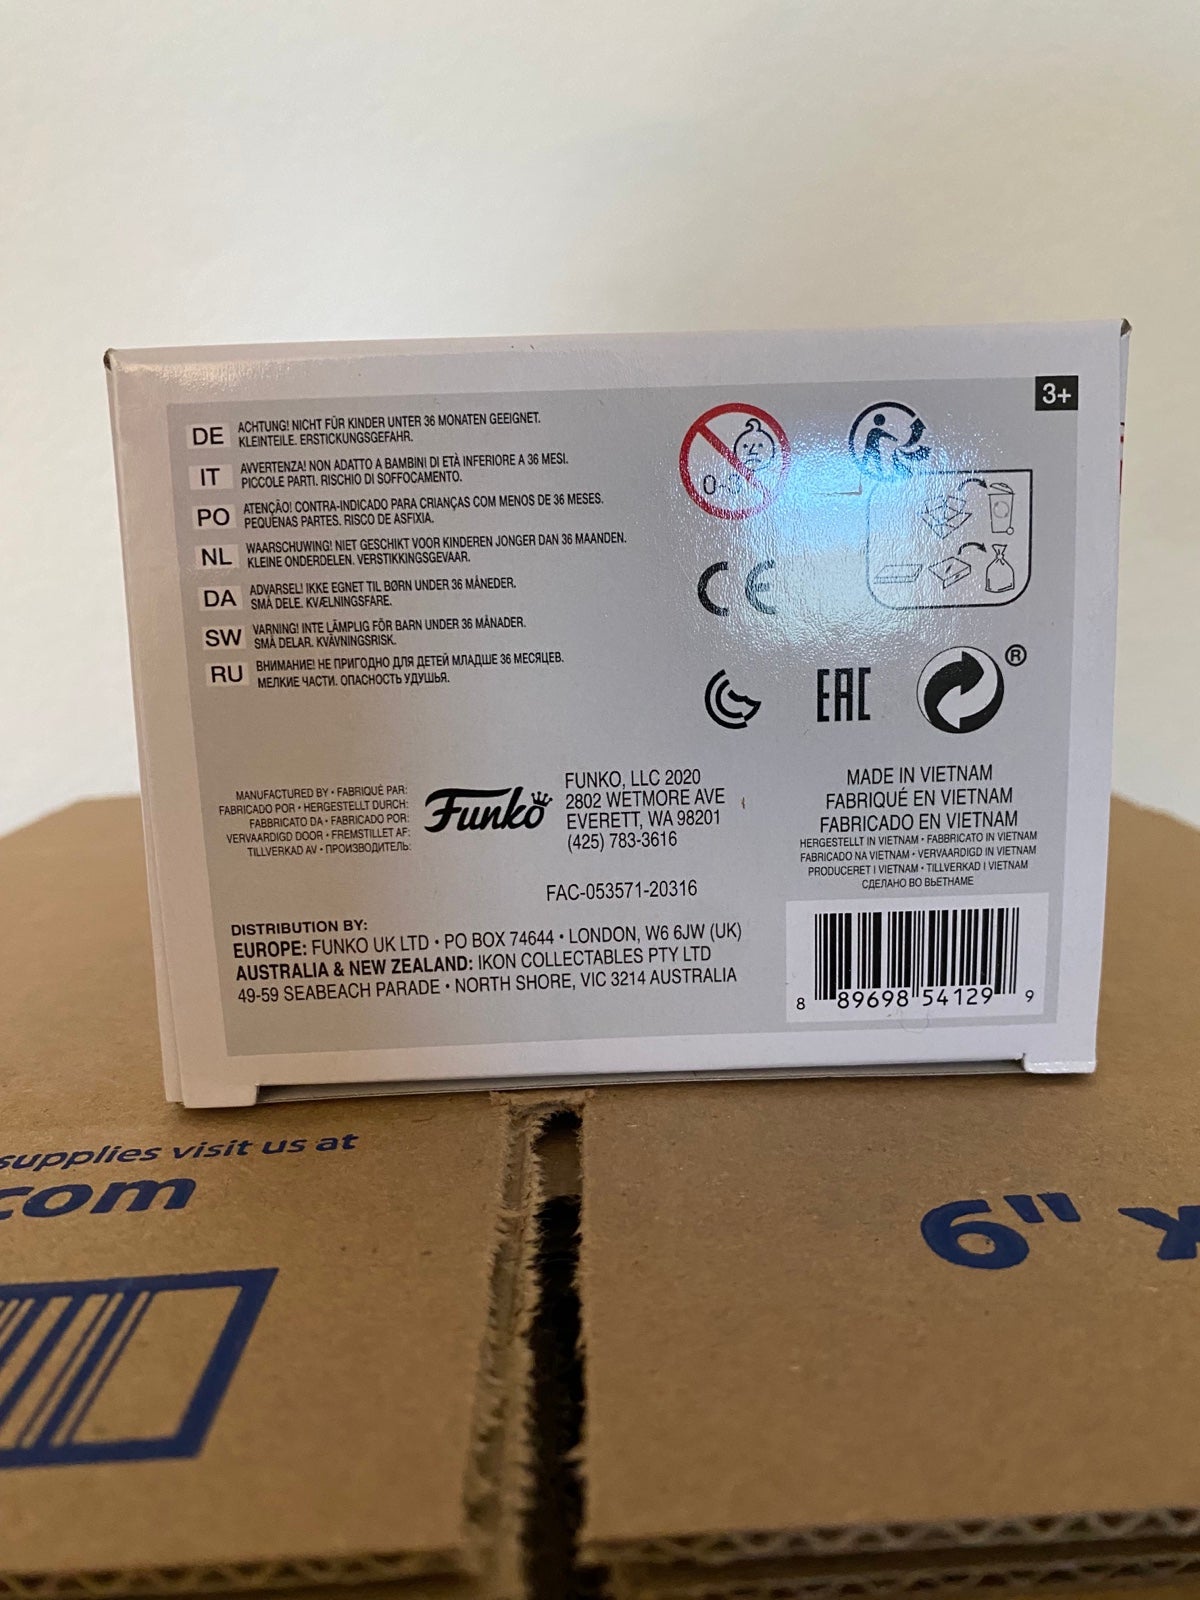 3+
DE
ACHTUNG! NICHT FÜR KINDER UNTER 36 MONATEN GEEIGNET.
KLEINTEILE. ERSTICKUNGSGEFAHR.
IT
AVVERTENZA! NON ADATTO A BAMBINI DI ETÀ INFERIORE A 36 MESI.
PICCOLE PARTI. RISCHIO DI SOFFOCAMENTO.
PO
ATENÇÃO! CONTRA-INDICADO PARA CRIANÇAS COM MENOS DE 36 MESES.
PEQUENAS PARTES. RISCO DE ASFIXIA.
NL
WAARSCHUWING! NIET GESCHIKT VOOR KINDEREN JONGER DAN 36 MAANDEN.
KLEINE ONDERDELEN. VERSTIKKINGSGEVAAR.
DA
ADVARSEL! IKKE EGNET TIL BØRN UNDER 36 MÅNEDER.
SMÅ DELE. KVÆLNINGSFARE.
SW
VARNING! INTE LÄMPLIG FÖR BARN UNDER 36 MÅNADER.
SMÅ DELAR. KVÄVNINGSRISK.
RU
ВНИМАНИЕ! НЕ ПРИГОДНО ДЛЯ ДЕТЕЙ МЛАДШЕ 36 МЕСЯЦЕВ.
МЕЛКИЕ ЧАСТИ. ОПАСНОСТЬ УДУШЬЯ.
0-3
CE
EAC
®
MANUFACTURED BY • FABRIQUÉ PAR:
FABRICADO POR • HERGESTELLT DURCH:
FABBRICATO DA • FABRICADO POR:
VERVAARDIGD DOOR • FREMSTILLET AF:
TILLVERKAD AV • ПРОИЗВОДИТЕЛЬ:
Funko
FUNKO, LLC 2020
2802 WETMORE AVE
EVERETT, WA 98201
(425) 783-3616
FAC-053571-20316
MADE IN VIETNAM
FABRIQUÉ EN VIETNAM
FABRICADO EN VIETNAM
HERGESTELLT IN VIETNAM • FABBRICATO IN VIETNAM
FABRICADO NA VIETNAM • VERVAARDIGD IN VIETNAM
PRODUCERET I VIETNAM • TILLVERKAD I VIETNAM
СДЕЛАНО ВО ВЬЕТНАМЕ
DISTRIBUTION BY:
EUROPE: FUNKO UK LTD • PO BOX 74644 • LONDON, W6 6JW (UK)
AUSTRALIA & NEW ZEALAND: IKON COLLECTABLES PTY LTD
49-59 SEABEACH PARADE • NORTH SHORE, VIC 3214 AUSTRALIA
8 89698 54129 9
supplies visit us at
com
6" x